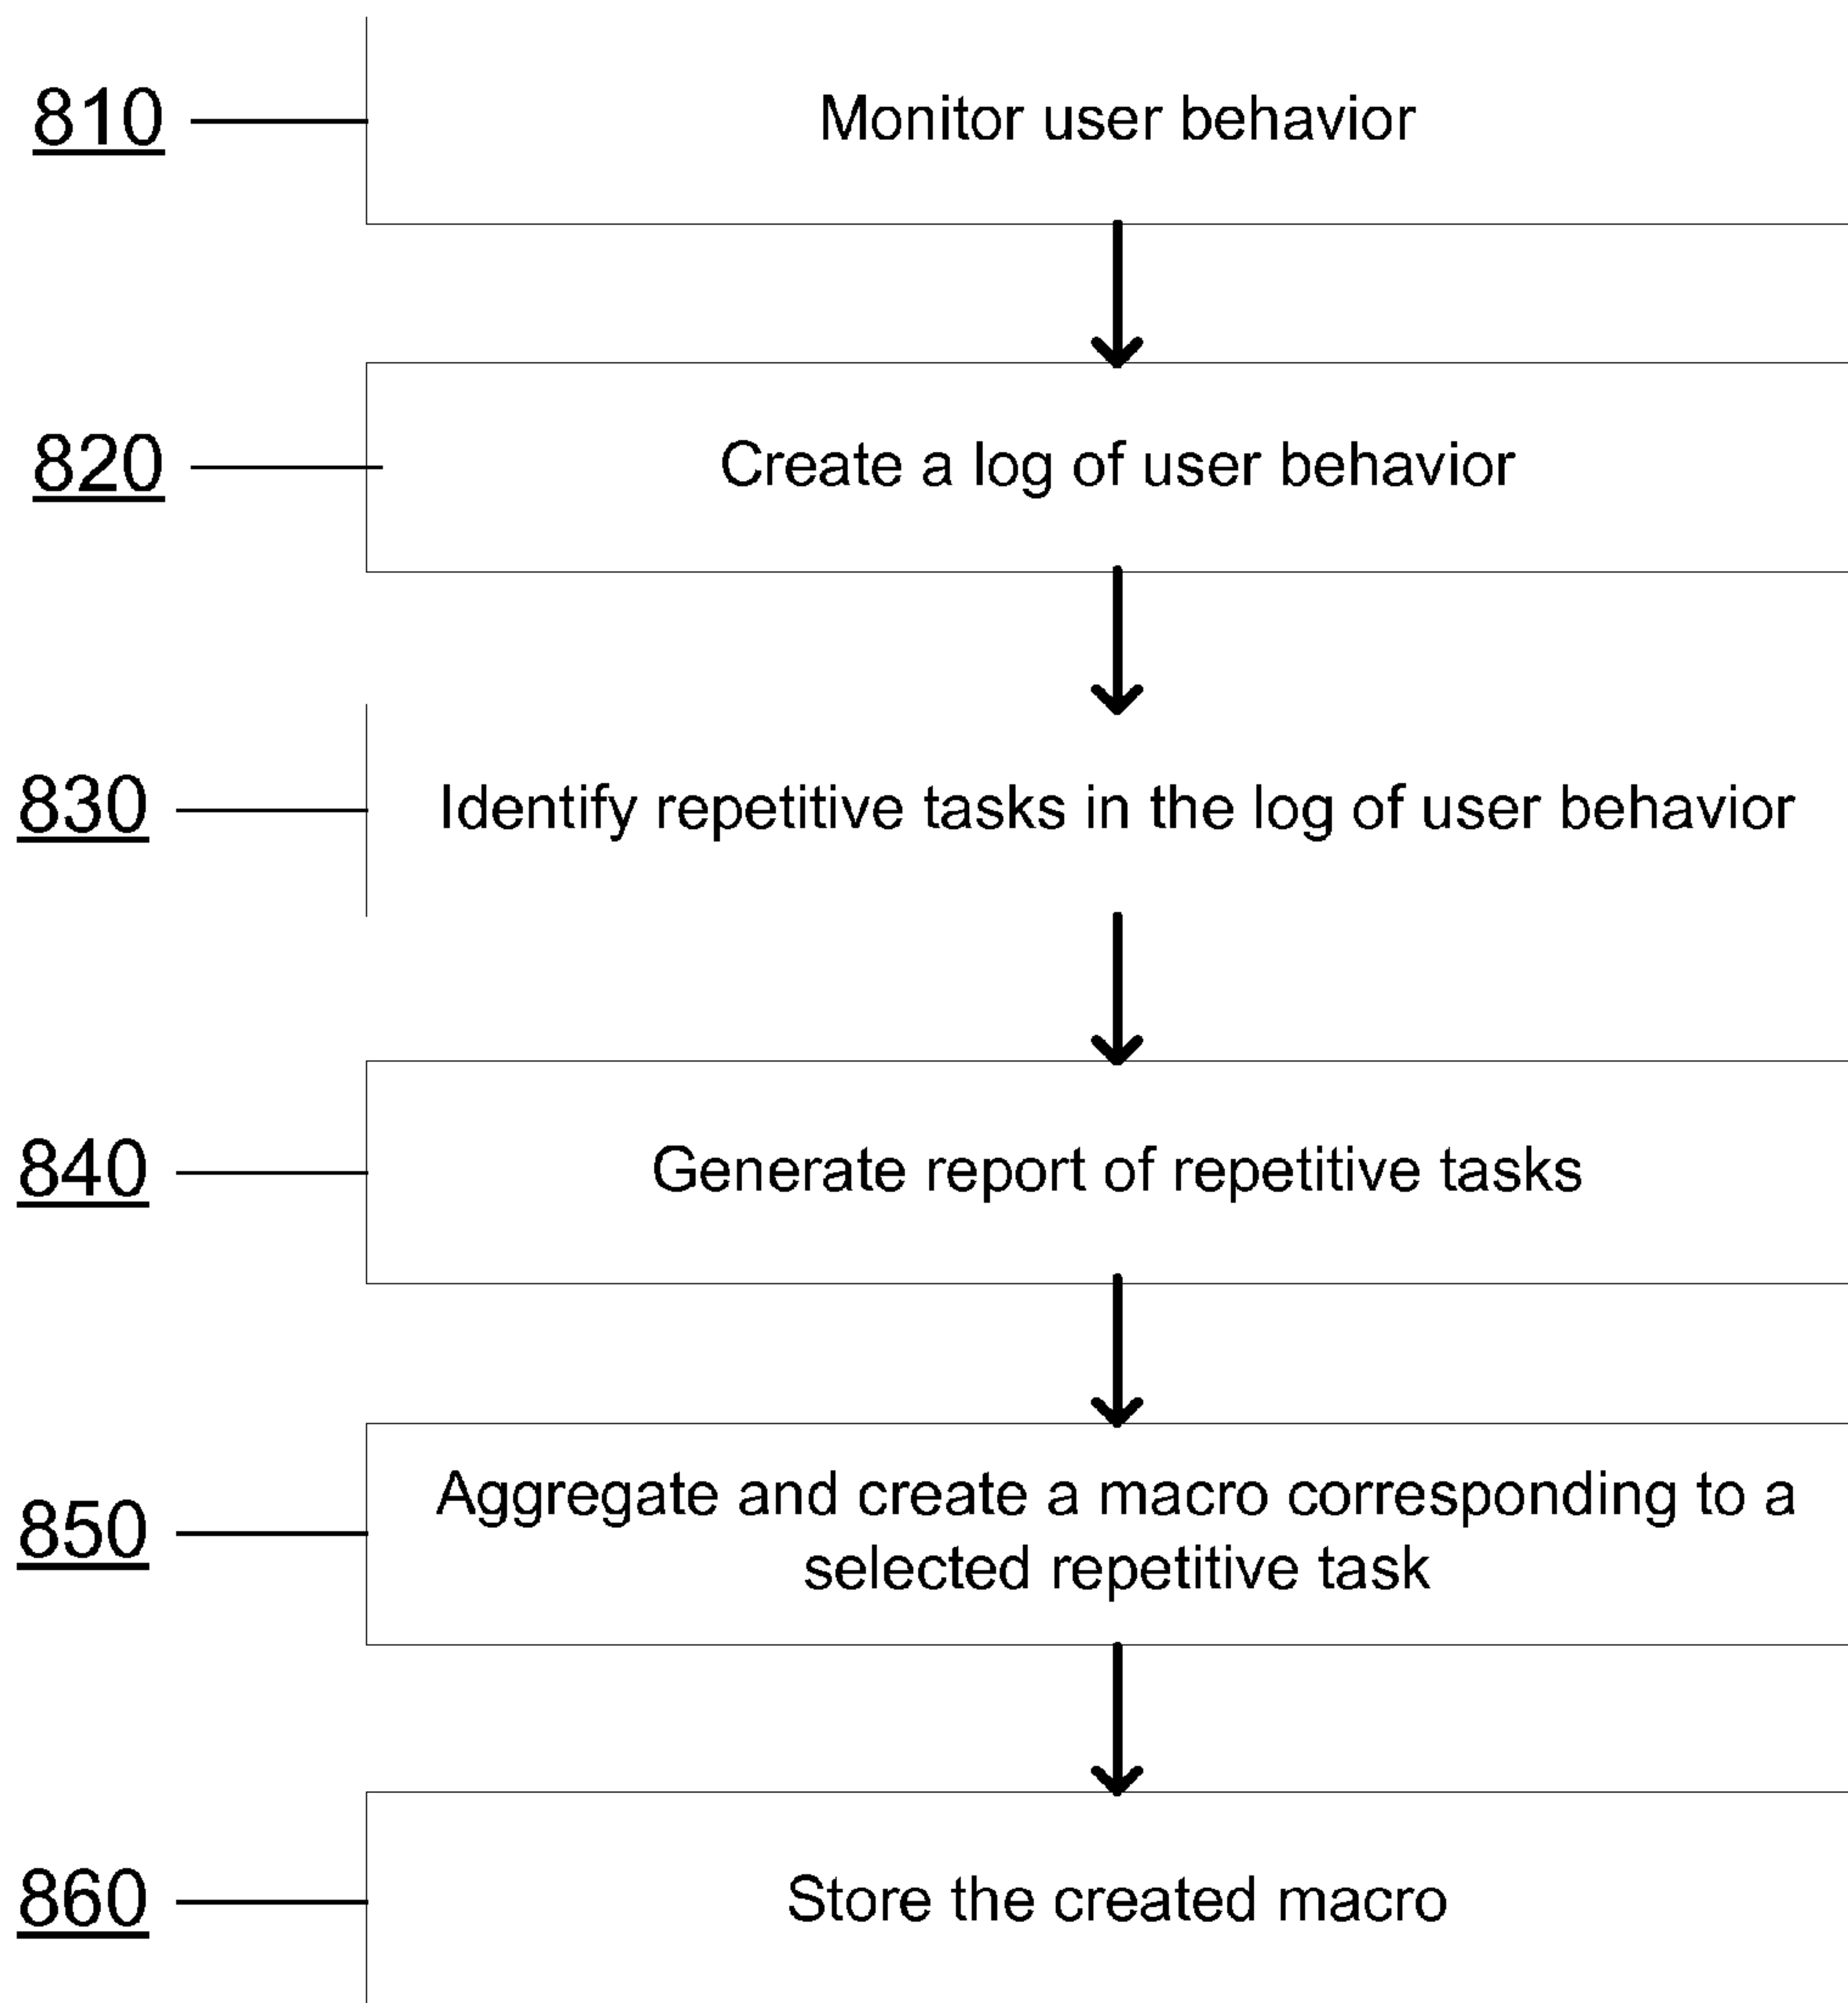 810
Monitor user behavior
820
Create a log of user behavior
830
Identify repetitive tasks in the log of user behavior
840
Generate report of repetitive tasks
850
Aggregate and create a macro corresponding to a
selected repetitive task
860
Store the created macro